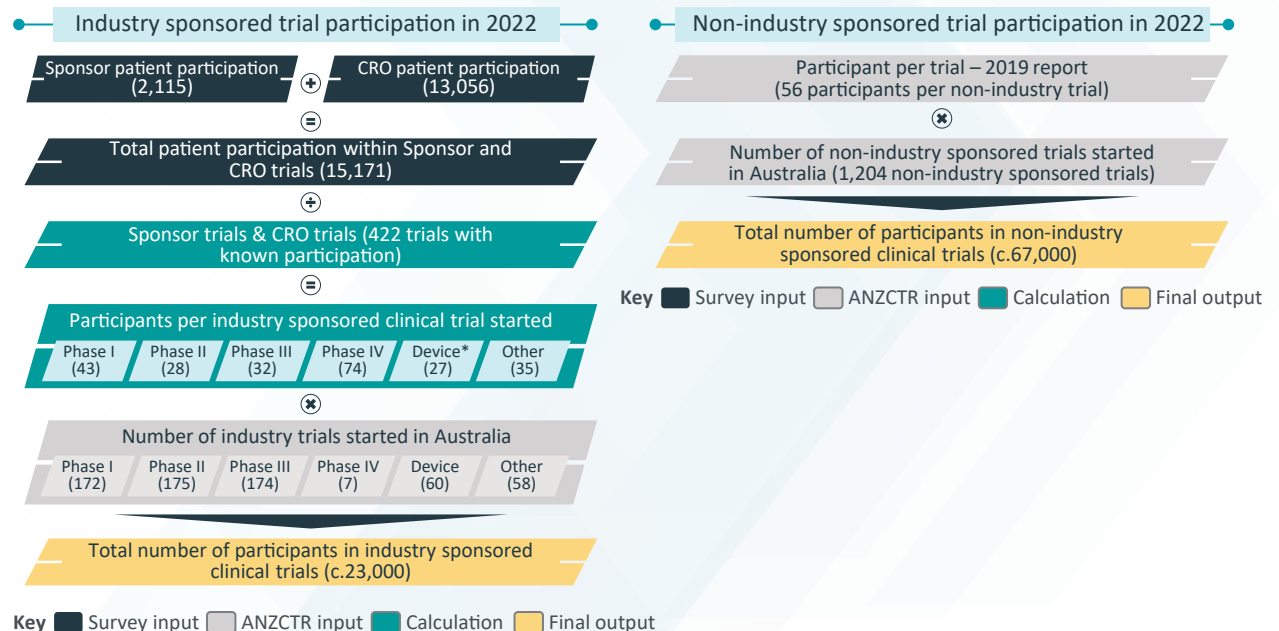 Industry sponsored trial participation in 2022
Sponsor patient participation
(2,115)
+
CRO patient participation
(13,056)
=
Total patient participation within Sponsor and
CRO trials (15,171)
÷
Sponsor trials & CRO trials (422 trials with
known participation)
=
Participants per industry sponsored clinical trial started
Phase I
(43)
Phase II
(28)
Phase III
(32)
Phase IV
(74)
Device*
(27)
Other
(35)
×
Number of industry trials started in Australia
Phase I
(172)
Phase II
(175)
Phase III
(174)
Phase IV
(7)
Device
(60)
Other
(58)
Total number of participants in industry sponsored
clinical trials (c.23,000)
Key Survey input ANZCTR input Calculation Final output
Non-industry sponsored trial participation in 2022
Participant per trial – 2019 report
(56 participants per non-industry trial)
×
Number of non-industry sponsored trials started
in Australia (1,204 non-industry sponsored trials)
Total number of participants in non-industry
sponsored clinical trials (c.67,000)
Key Survey input ANZCTR input Calculation Final output